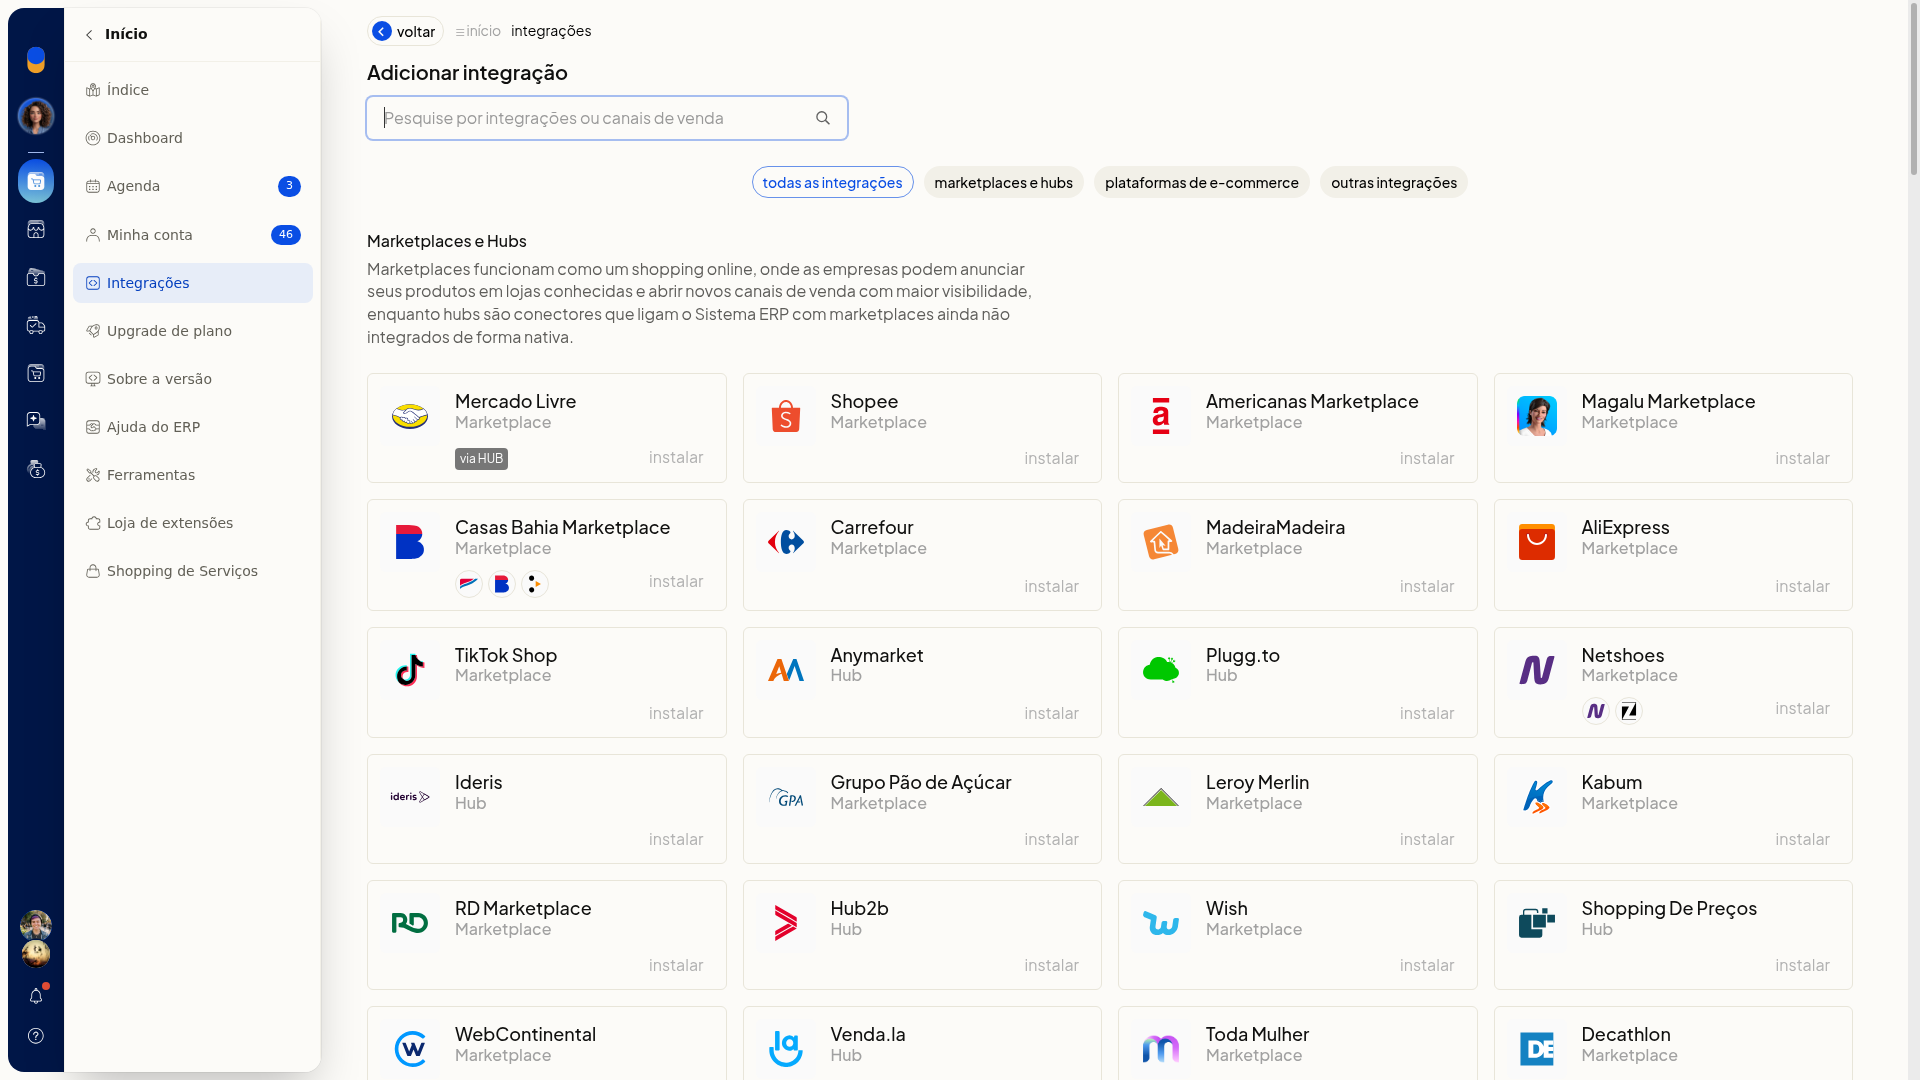 Início
Índice
Dashboard
Agenda
3
Minha conta
46
Integrações
Upgrade de plano
Sobre a versão
Ajuda do ERP
Ferramentas
Loja de extensões
Shopping de Serviços
voltar
início
integrações
Adicionar integração
Pesquise por integrações ou canais de venda
todas as integrações
marketplaces e hubs
plataformas de e-commerce
outras integrações
Marketplaces e Hubs
Marketplaces funcionam como um shopping online, onde as empresas podem anunciar
seus produtos em lojas conhecidas e abrir novos canais de venda com maior visibilidade,
enquanto hubs são conectores que ligam o Sistema ERP com marketplaces ainda não
integrados de forma nativa.
Mercado Livre
Marketplace
via HUB
instalar
Shopee
Marketplace
instalar
Americanas Marketplace
Marketplace
instalar
Magalu Marketplace
Marketplace
instalar
Casas Bahia Marketplace
Marketplace
instalar
Carrefour
Marketplace
instalar
MadeiraMadeira
Marketplace
instalar
AliExpress
Marketplace
instalar
TikTok Shop
Marketplace
instalar
Anymarket
Hub
instalar
Plugg.to
Hub
instalar
Netshoes
Marketplace
instalar
ideris
Ideris
Hub
instalar
GPA
Grupo Pão de Açúcar
Marketplace
instalar
Leroy Merlin
Marketplace
instalar
Kabum
Marketplace
instalar
RD
RD Marketplace
Marketplace
instalar
Hub2b
Hub
instalar
Wish
Marketplace
instalar
Shopping De Preços
Hub
instalar
WebContinental
Marketplace
la
Venda.la
Hub
Toda Mulher
Marketplace
DE
Decathlon
Marketplace